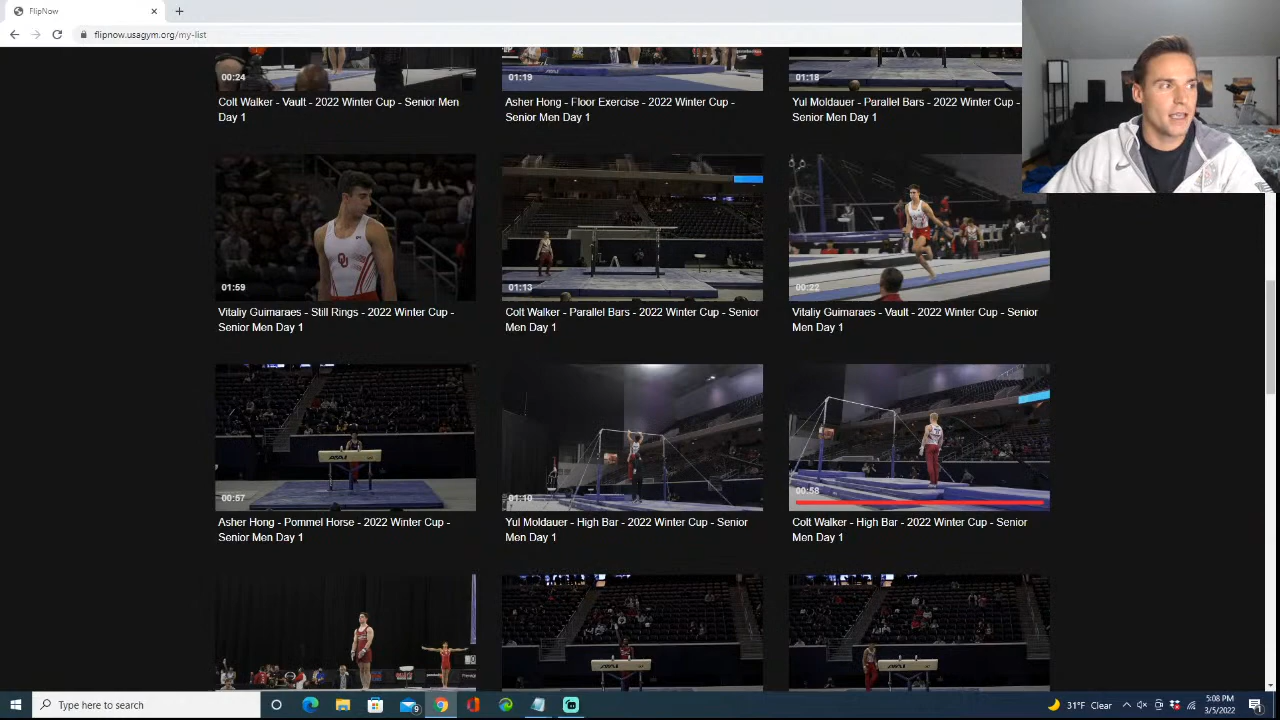 FlipNow
flipnow.usagym.org/my-list
00:24
01:19
01:18
Colt Walker - Vault - 2022 Winter Cup - Senior Men
Day 1
Asher Hong - Floor Exercise - 2022 Winter Cup -
Senior Men Day 1
Yul Moldauer - Parallel Bars - 2022 Winter Cup -
Senior Men Day 1
OU
01:59
01:13
00:22
Vitaliy Guimaraes - Still Rings - 2022 Winter Cup -
Senior Men Day 1
Colt Walker - Parallel Bars - 2022 Winter Cup - Senior
Men Day 1
Vitaliy Guimaraes - Vault - 2022 Winter Cup - Senior
Men Day 1
00:57
01:10
00:58
Asher Hong - Pommel Horse - 2022 Winter Cup -
Senior Men Day 1
Yul Moldauer - High Bar - 2022 Winter Cup - Senior
Men Day 1
Colt Walker - High Bar - 2022 Winter Cup - Senior
Men Day 1
Type here to search
9
31°F Clear
5:08 PM
3/5/2022
1